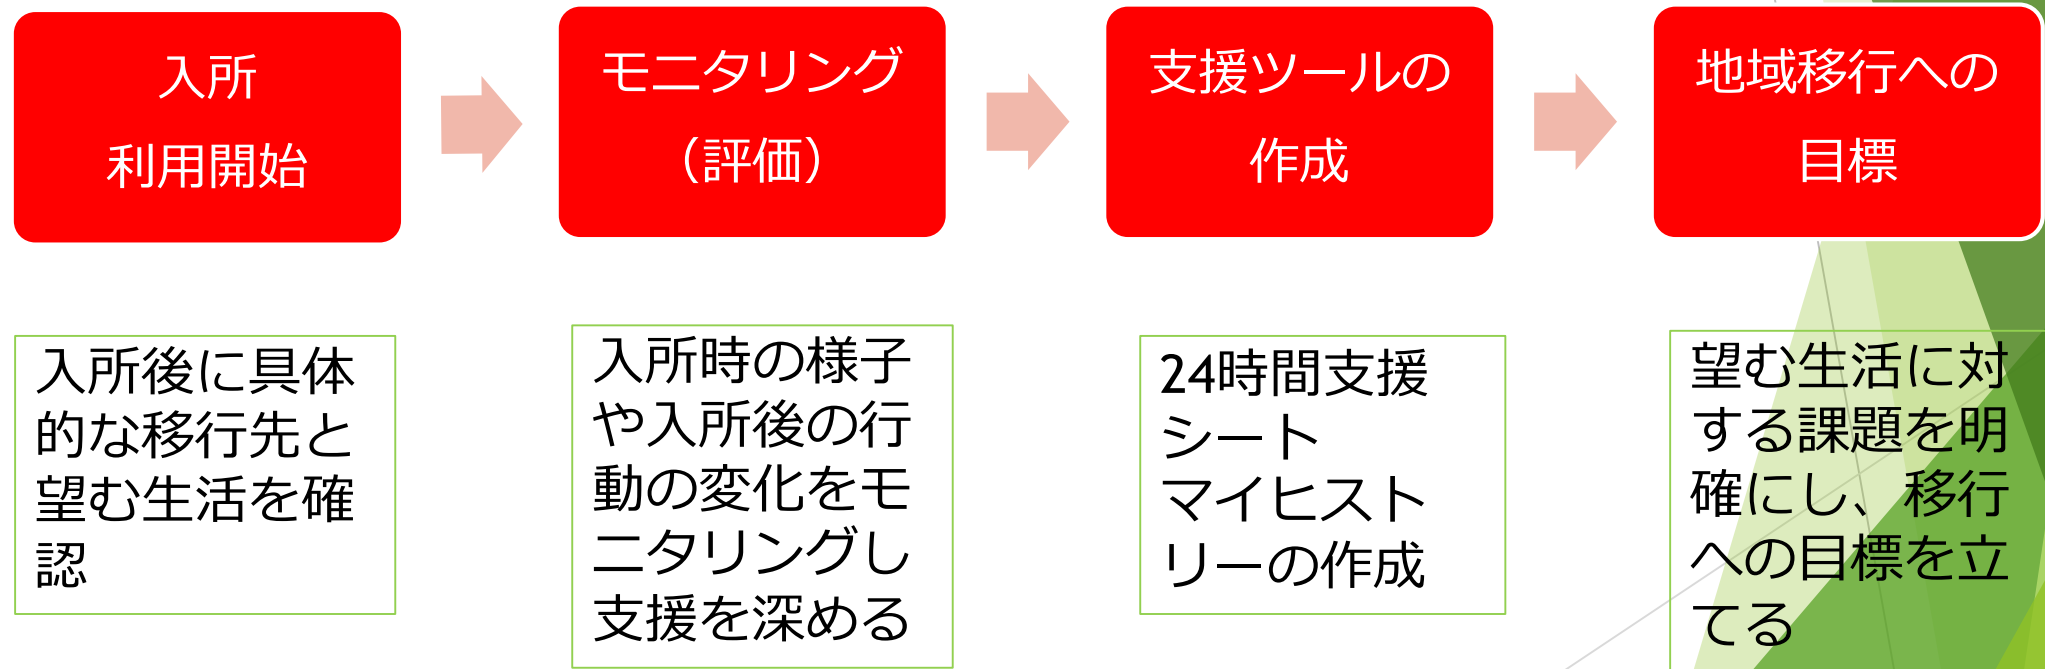 入所
利用開始
モニタリング
（評価）
支援ツールの
作成
地域移行への
目標
入所後に具体
的な移行先と
望む生活を確
認
入所時の様子
や入所後の行
動の変化をモ
ニタリングし
支援を深める
24時間支援
シート
マイヒスト
リーの作成
望む生活に対
する課題を明
確にし、移行
への目標を立
てる